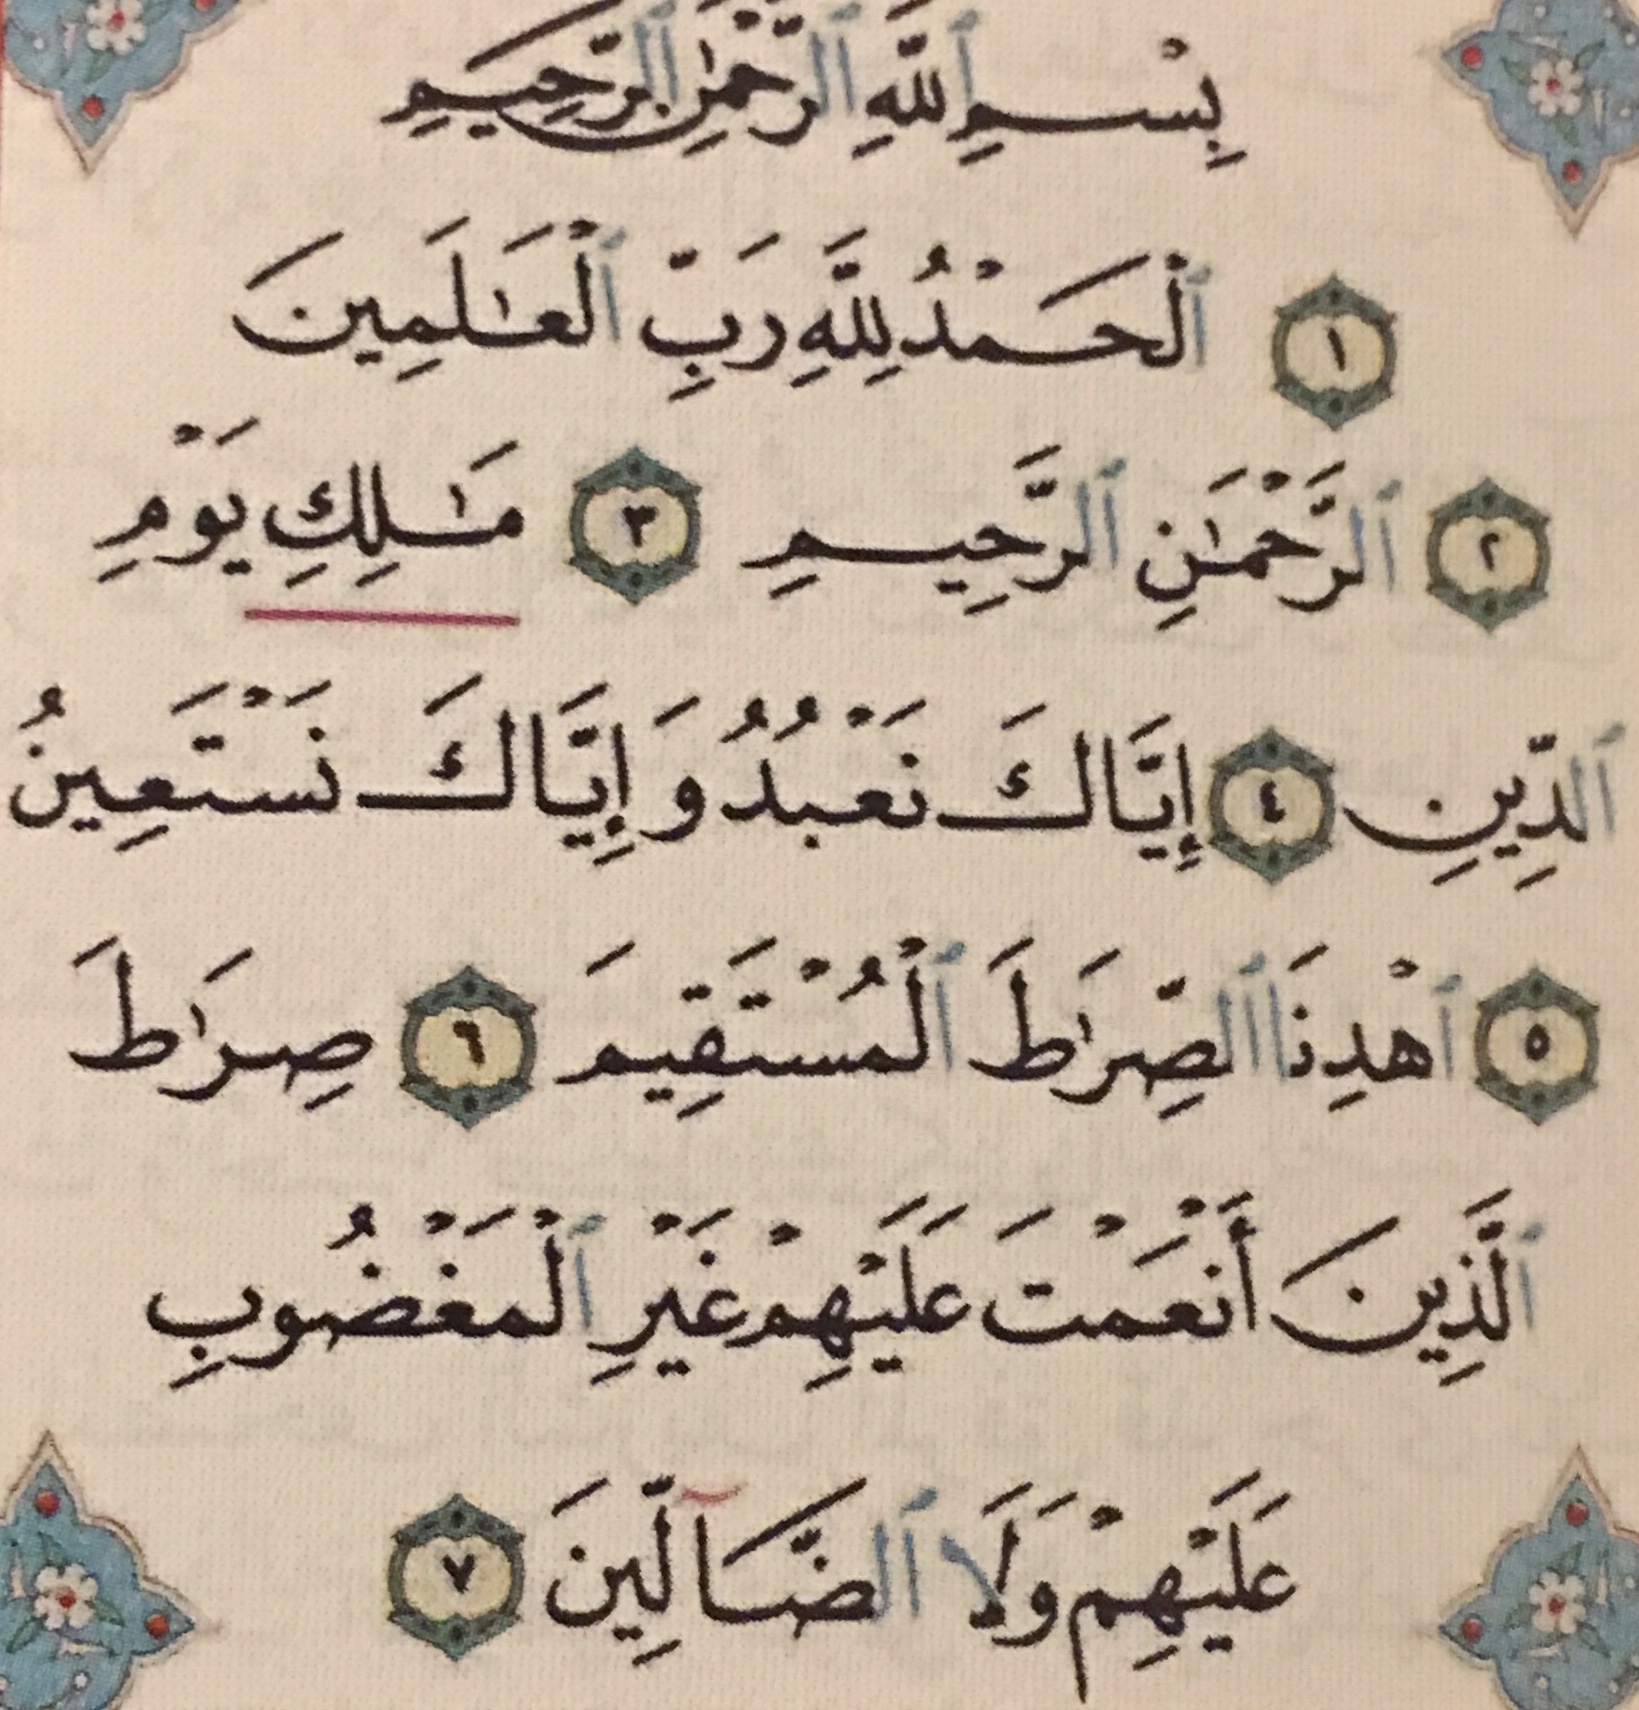 بِسْمِ ٱللَّهِ ٱلرَّحْمَٰنِ ٱلرَّحِيمِ
١ ٱلْحَمْدُ لِلَّهِ رَبِّ ٱلْعَٰلَمِينَ
٢ ٱلرَّحْمَٰنِ ٱلرَّحِيمِ ٣ مَٰلِكِ يَوْمِ
ٱلدِّينِ ٤ إِيَّاكَ نَعْبُدُ وَإِيَّاكَ نَسْتَعِينُ
٥ ٱهْدِنَا ٱلصِّرَٰطَ ٱلْمُسْتَقِيمَ ٦ صِرَٰطَ
ٱلَّذِينَ أَنْعَمْتَ عَلَيْهِمْ غَيْرِ ٱلْمَغْضُوبِ
عَلَيْهِمْ وَلَا ٱلضَّآلِّينَ ٧